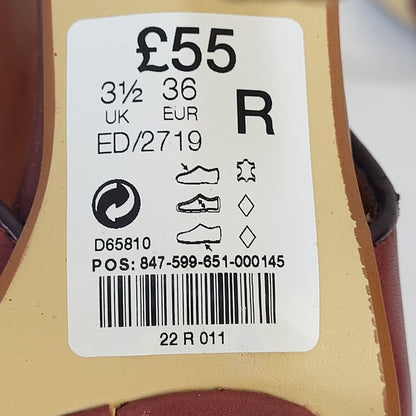 £55
3½ 36 R
UK EUR
ED/2719
D65810
POS: 847-599-651-000145
22 R 011